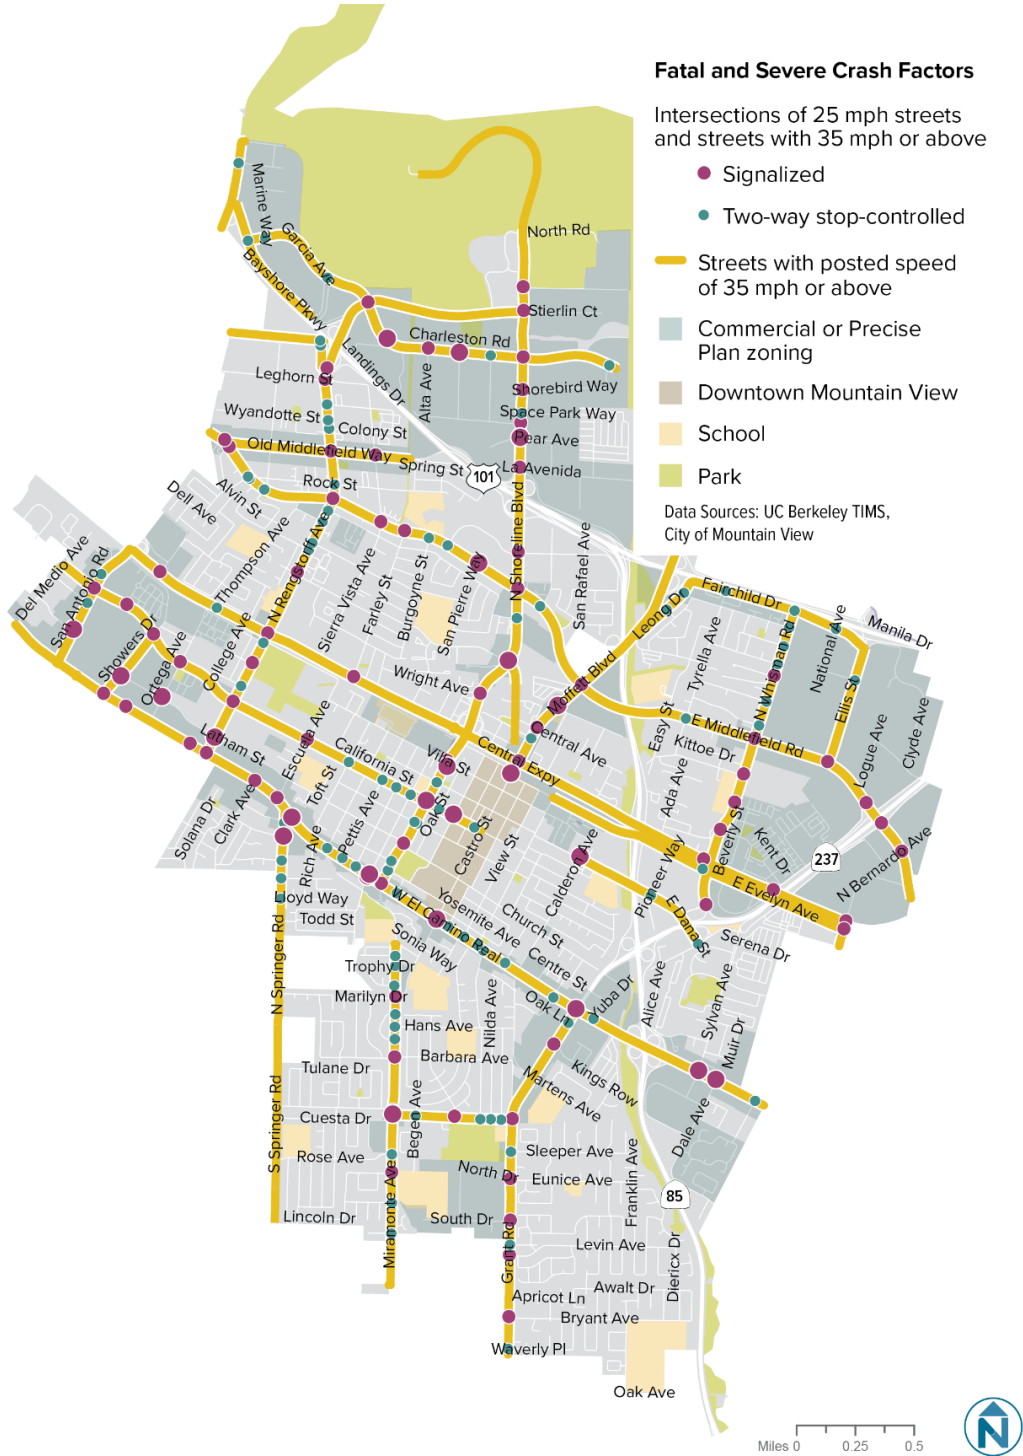 Fatal and Severe Crash Factors
Intersections of 25 mph streets
and streets with 35 mph or above
Signalized
Two-way stop-controlled
Streets with posted speed
of 35 mph or above
Commercial or Precise
Plan zoning
Downtown Mountain View
School
Park
Data Sources: UC Berkeley TIMS,
City of Mountain View
Marine Way
Garcia Ave
Bayshore Pkwy
North Rd
Stierlin Ct
Charleston Rd
Landings Dr
Alta Ave
Leghorn St
Shorebird Way
Wyandotte St
Space Park Way
Colony St
Pear Ave
Old Middlefield Way
Spring St
La Avenida
101
Rock St
Alvin St
Dell Ave
N Shoreline Blvd
Thompson Ave
N Rengstorff Ave
Sierra Vista Ave
Farley St
Burgoyne St
San Pierre Way
San Rafael Ave
Del Medio Ave
San Antonio Rd
Showers Dr
Ortega Ave
College Ave
Wright Ave
Leong Dr
Fairchild Dr
Manila Dr
Moffett Blvd
Tyrella Ave
N Whisman Rd
National Ave
Ellis St
Logue Ave
Clyde Ave
Easy St
E Middlefield Rd
Kittoe Dr
Latham St
Escuela Ave
Toft St
California St
Villa St
Central Expy
Central Ave
Ada Ave
Solana Dr
Clark Ave
Rich Ave
Pettis Ave
Oak St
Castro St
View St
Calderon Ave
Pioneer Way
Beverly St
Kent Dr
237
N Bernardo Ave
E Evelyn Ave
E Dana St
Serena Dr
Todd St
W El Camino Real
Yosemite Ave
Church St
Centre St
Sonia Way
Trophy Dr
Marilyn Dr
Hans Ave
Nilda Ave
Barbara Ave
Oak Ln
Yuba Dr
Alice Ave
Sylvan Ave
Muir Dr
N Springer Rd
S Springer Rd
Tulane Dr
Cuesta Dr
Begen Ave
Martens Ave
Kings Row
Dale Ave
Rose Ave
Sleeper Ave
North Dr
Eunice Ave
Franklin Ave
85
Lincoln Dr
Miramonte Ave
South Dr
Grant Rd
Levin Ave
Diericx Dr
Awalt Dr
Apricot Ln
Bryant Ave
Waverly Pl
Oak Ave
Miles 0 0.25 0.5
N